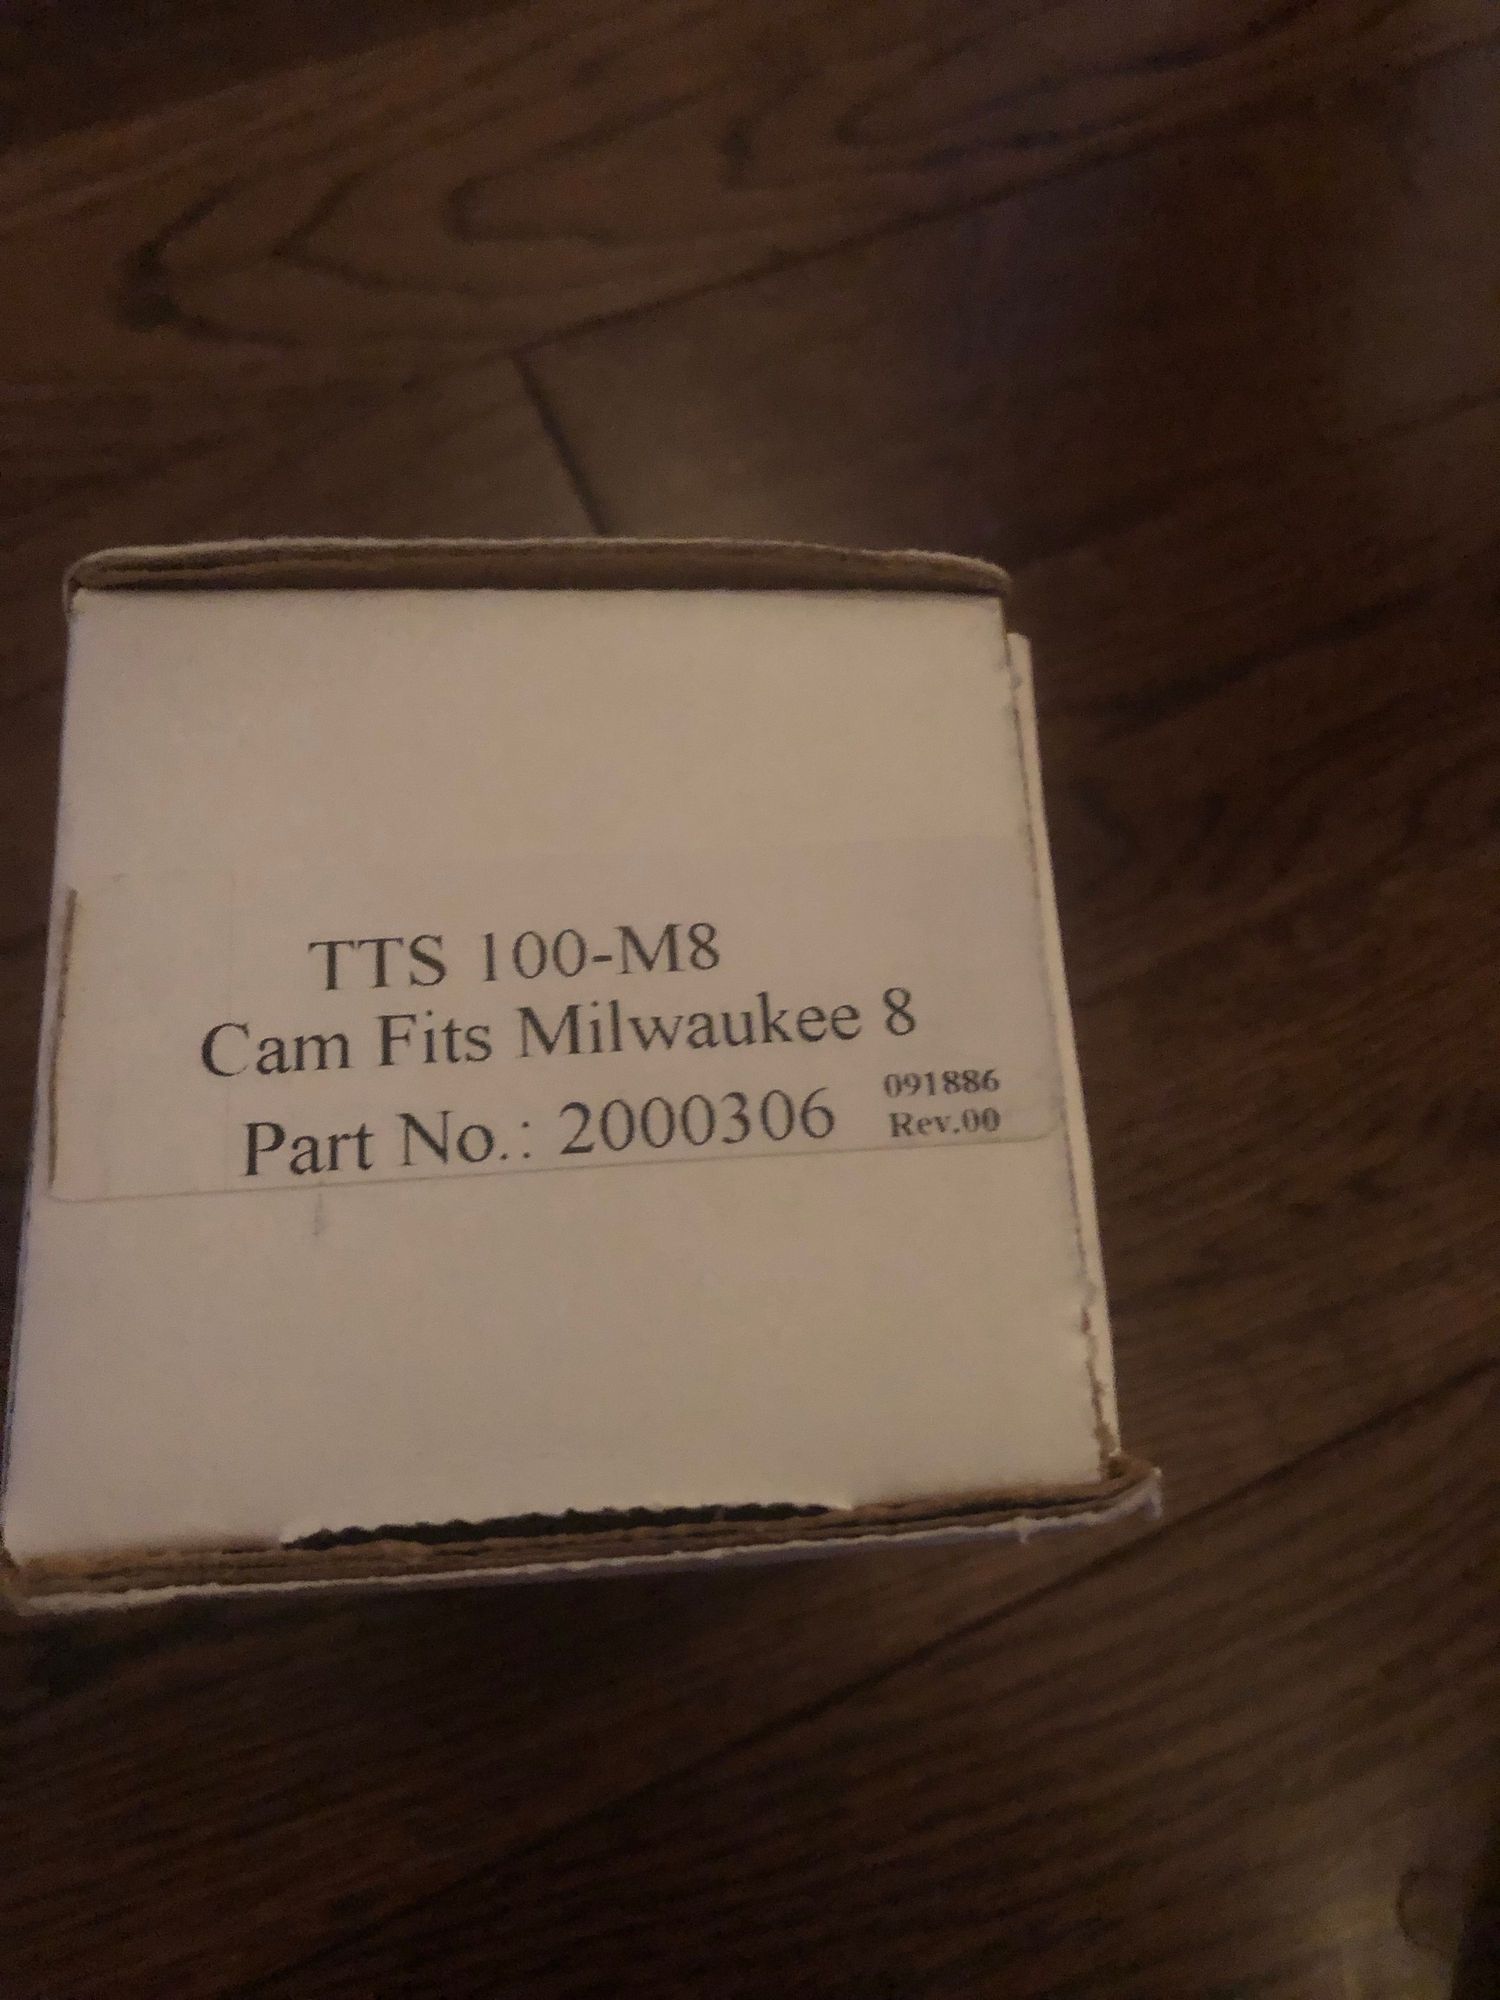 TTS 100-M8
Cam Fits Milwaukee 8
Part No.: 2000306
091886
Rev.00